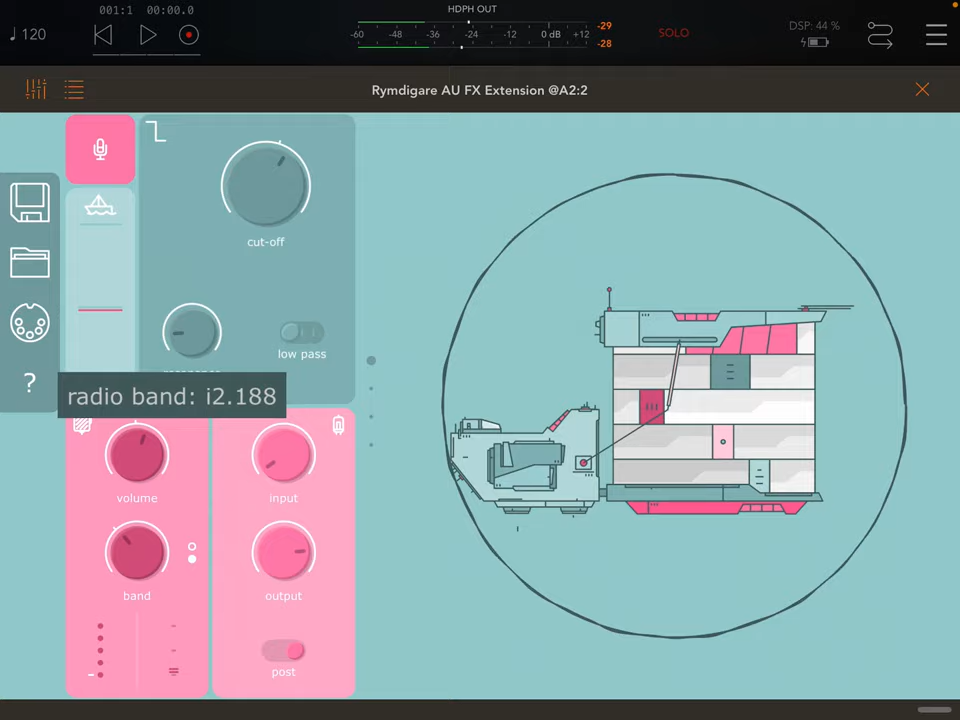 001:1 00:00.0
HDPH OUT
120
-60 -48 -36 -24 -12 0 dB +12
-29
-28
SOLO
DSP: 44 %
Rymdigare AU FX Extension @A2:2
cut-off
low pass
?
radio band: i2.188
volume
input
band
output
post